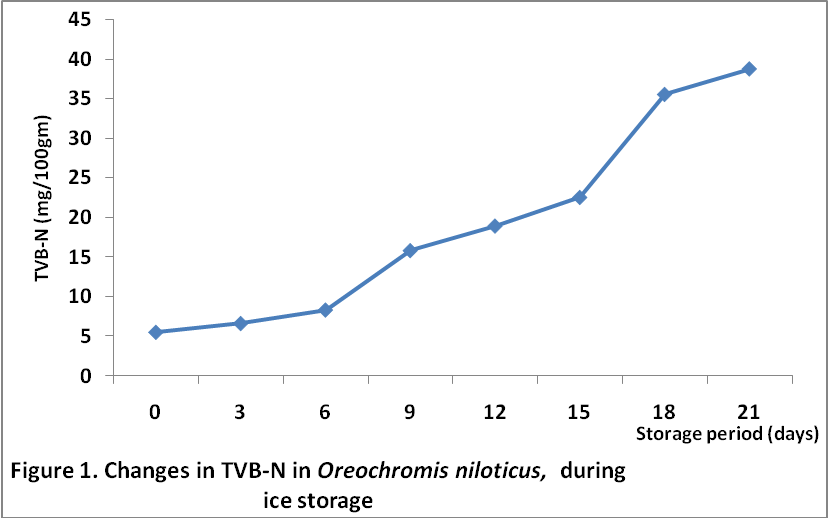 45
40
35
30
25
20
15
10
5
0
TVB-N (mg/100gm)
0 3 6 9 12 15 18 21
Storage period (days)
Figure 1. Changes in TVB-N in Oreochromis niloticus, during
ice storage